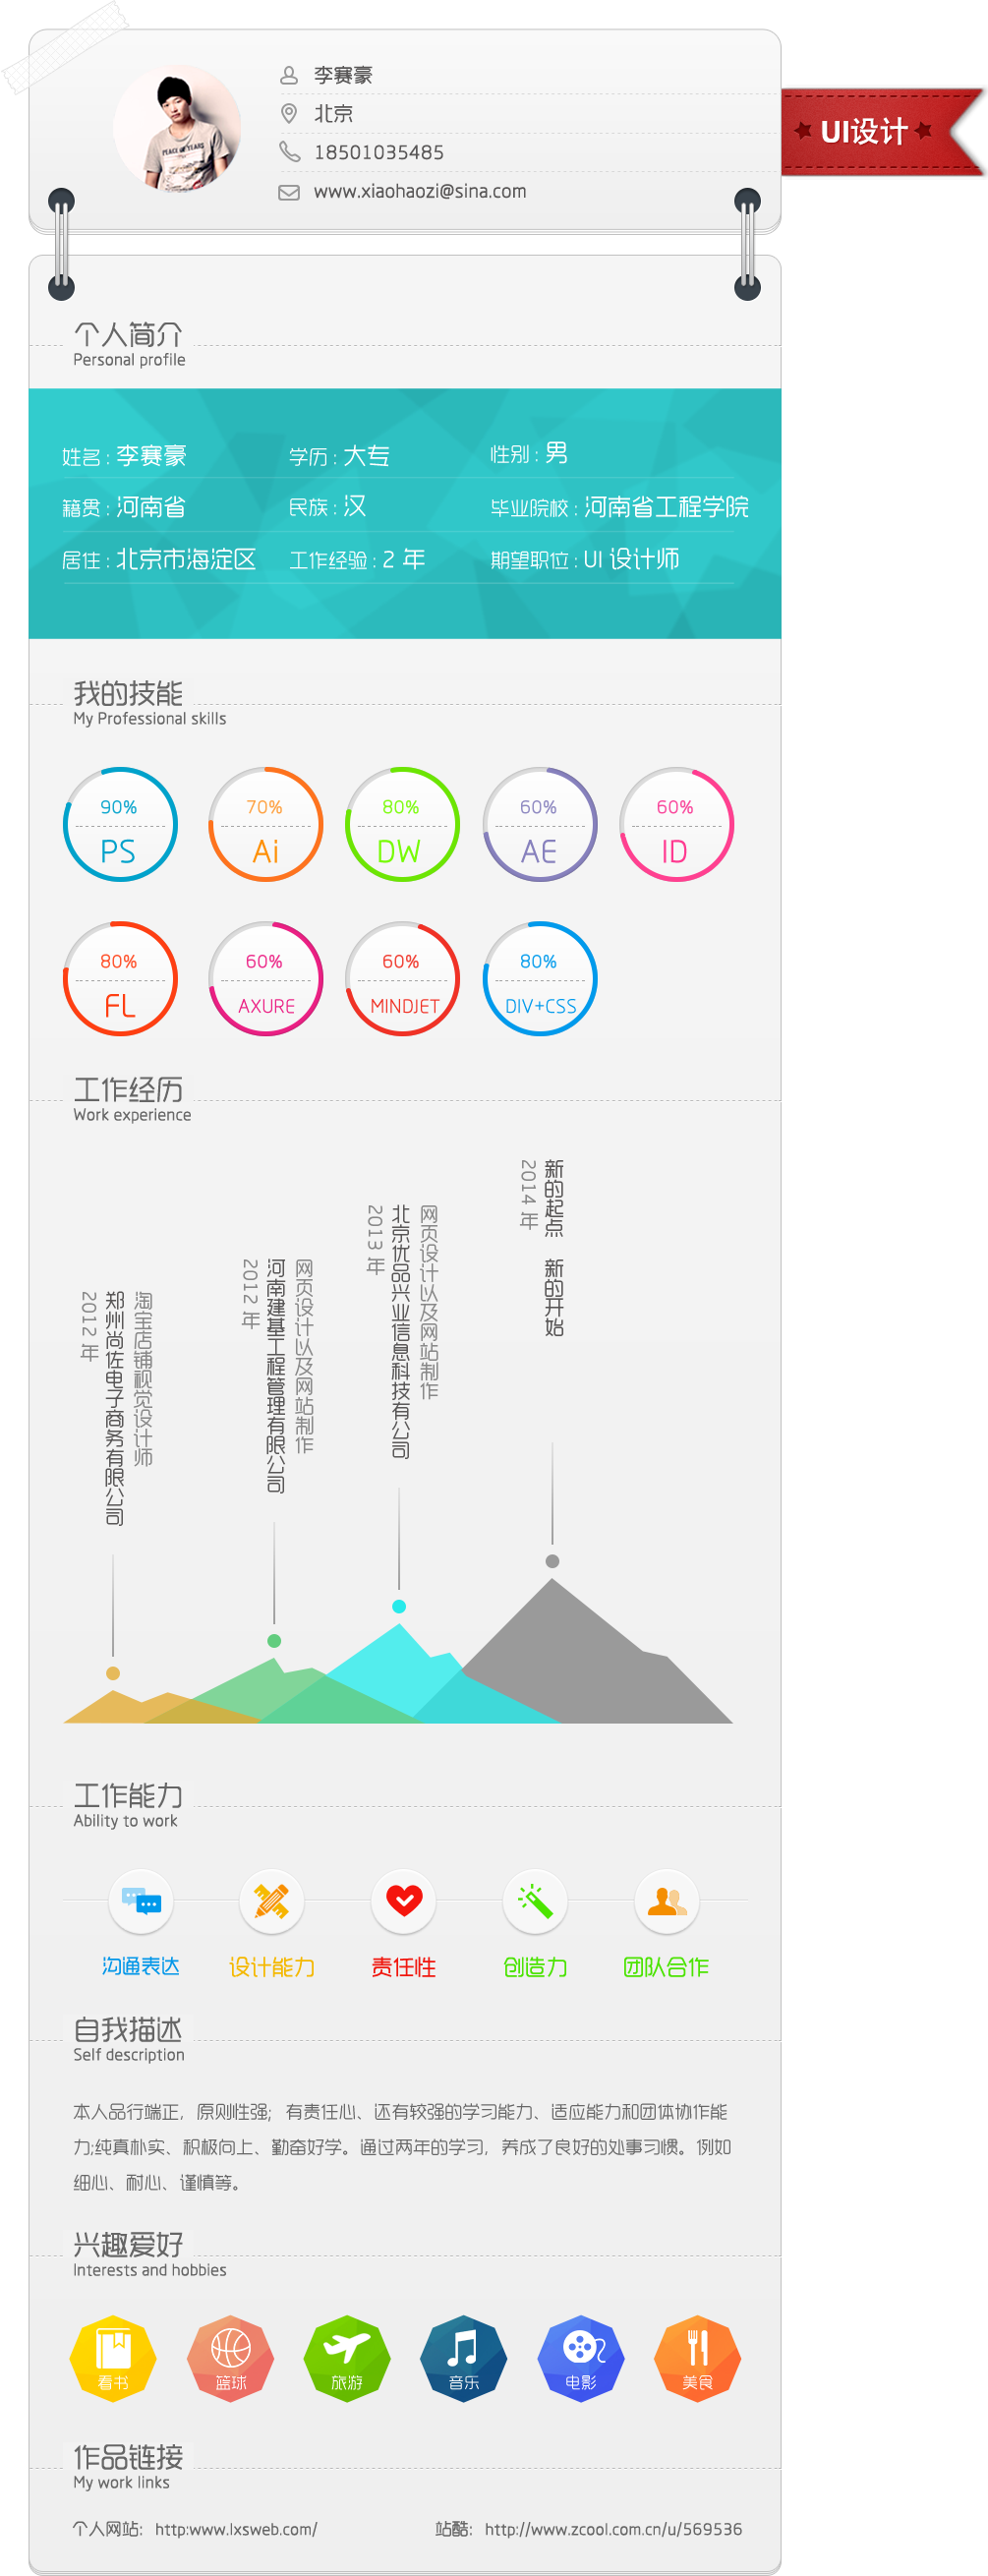 李赛豪
北京
18501035485
www.xiaohaozi@sina.com
UI设计
PEACE OF YEARS
个人简介
Personal profile
姓名 : 李赛豪
学历 : 大专
性别 : 男
籍贯 : 河南省
民族 : 汉
毕业院校 : 河南省工程学院
居住 : 北京市海淀区
工作经验 : 2 年
期望职位 : UI 设计师
我的技能
My Professional skills
90%
PS
70%
Ai
80%
DW
60%
AE
60%
ID
80%
FL
60%
AXURE
60%
MINDJET
80%
DIV+CSS
工作经历
Work experience
2012 年
郑州尚佐电子商务有限公司
淘宝店铺视觉设计师
2012 年
河南建基工程管理有限公司
网页设计以及网站制作
2013 年
北京优品兴业信息科技有公司
网页设计以及网站制作
2014 年
新的起点 新的开始
工作能力
Ability to work
沟通表达
设计能力
责任性
创造力
团队合作
自我描述
Self description
本人品行端正，原则性强；有责任心、还有较强的学习能力、适应能力和团体协作能
力;纯真朴实、积极向上、勤奋好学。通过两年的学习，养成了良好的处事习惯。例如
细心、耐心、谨慎等。
兴趣爱好
Interests and hobbies
看书
篮球
旅游
音乐
电影
美食
作品链接
My work links
个人网站：http:www.lxsweb.com/
站酷：http://www.zcool.com.cn/u/569536